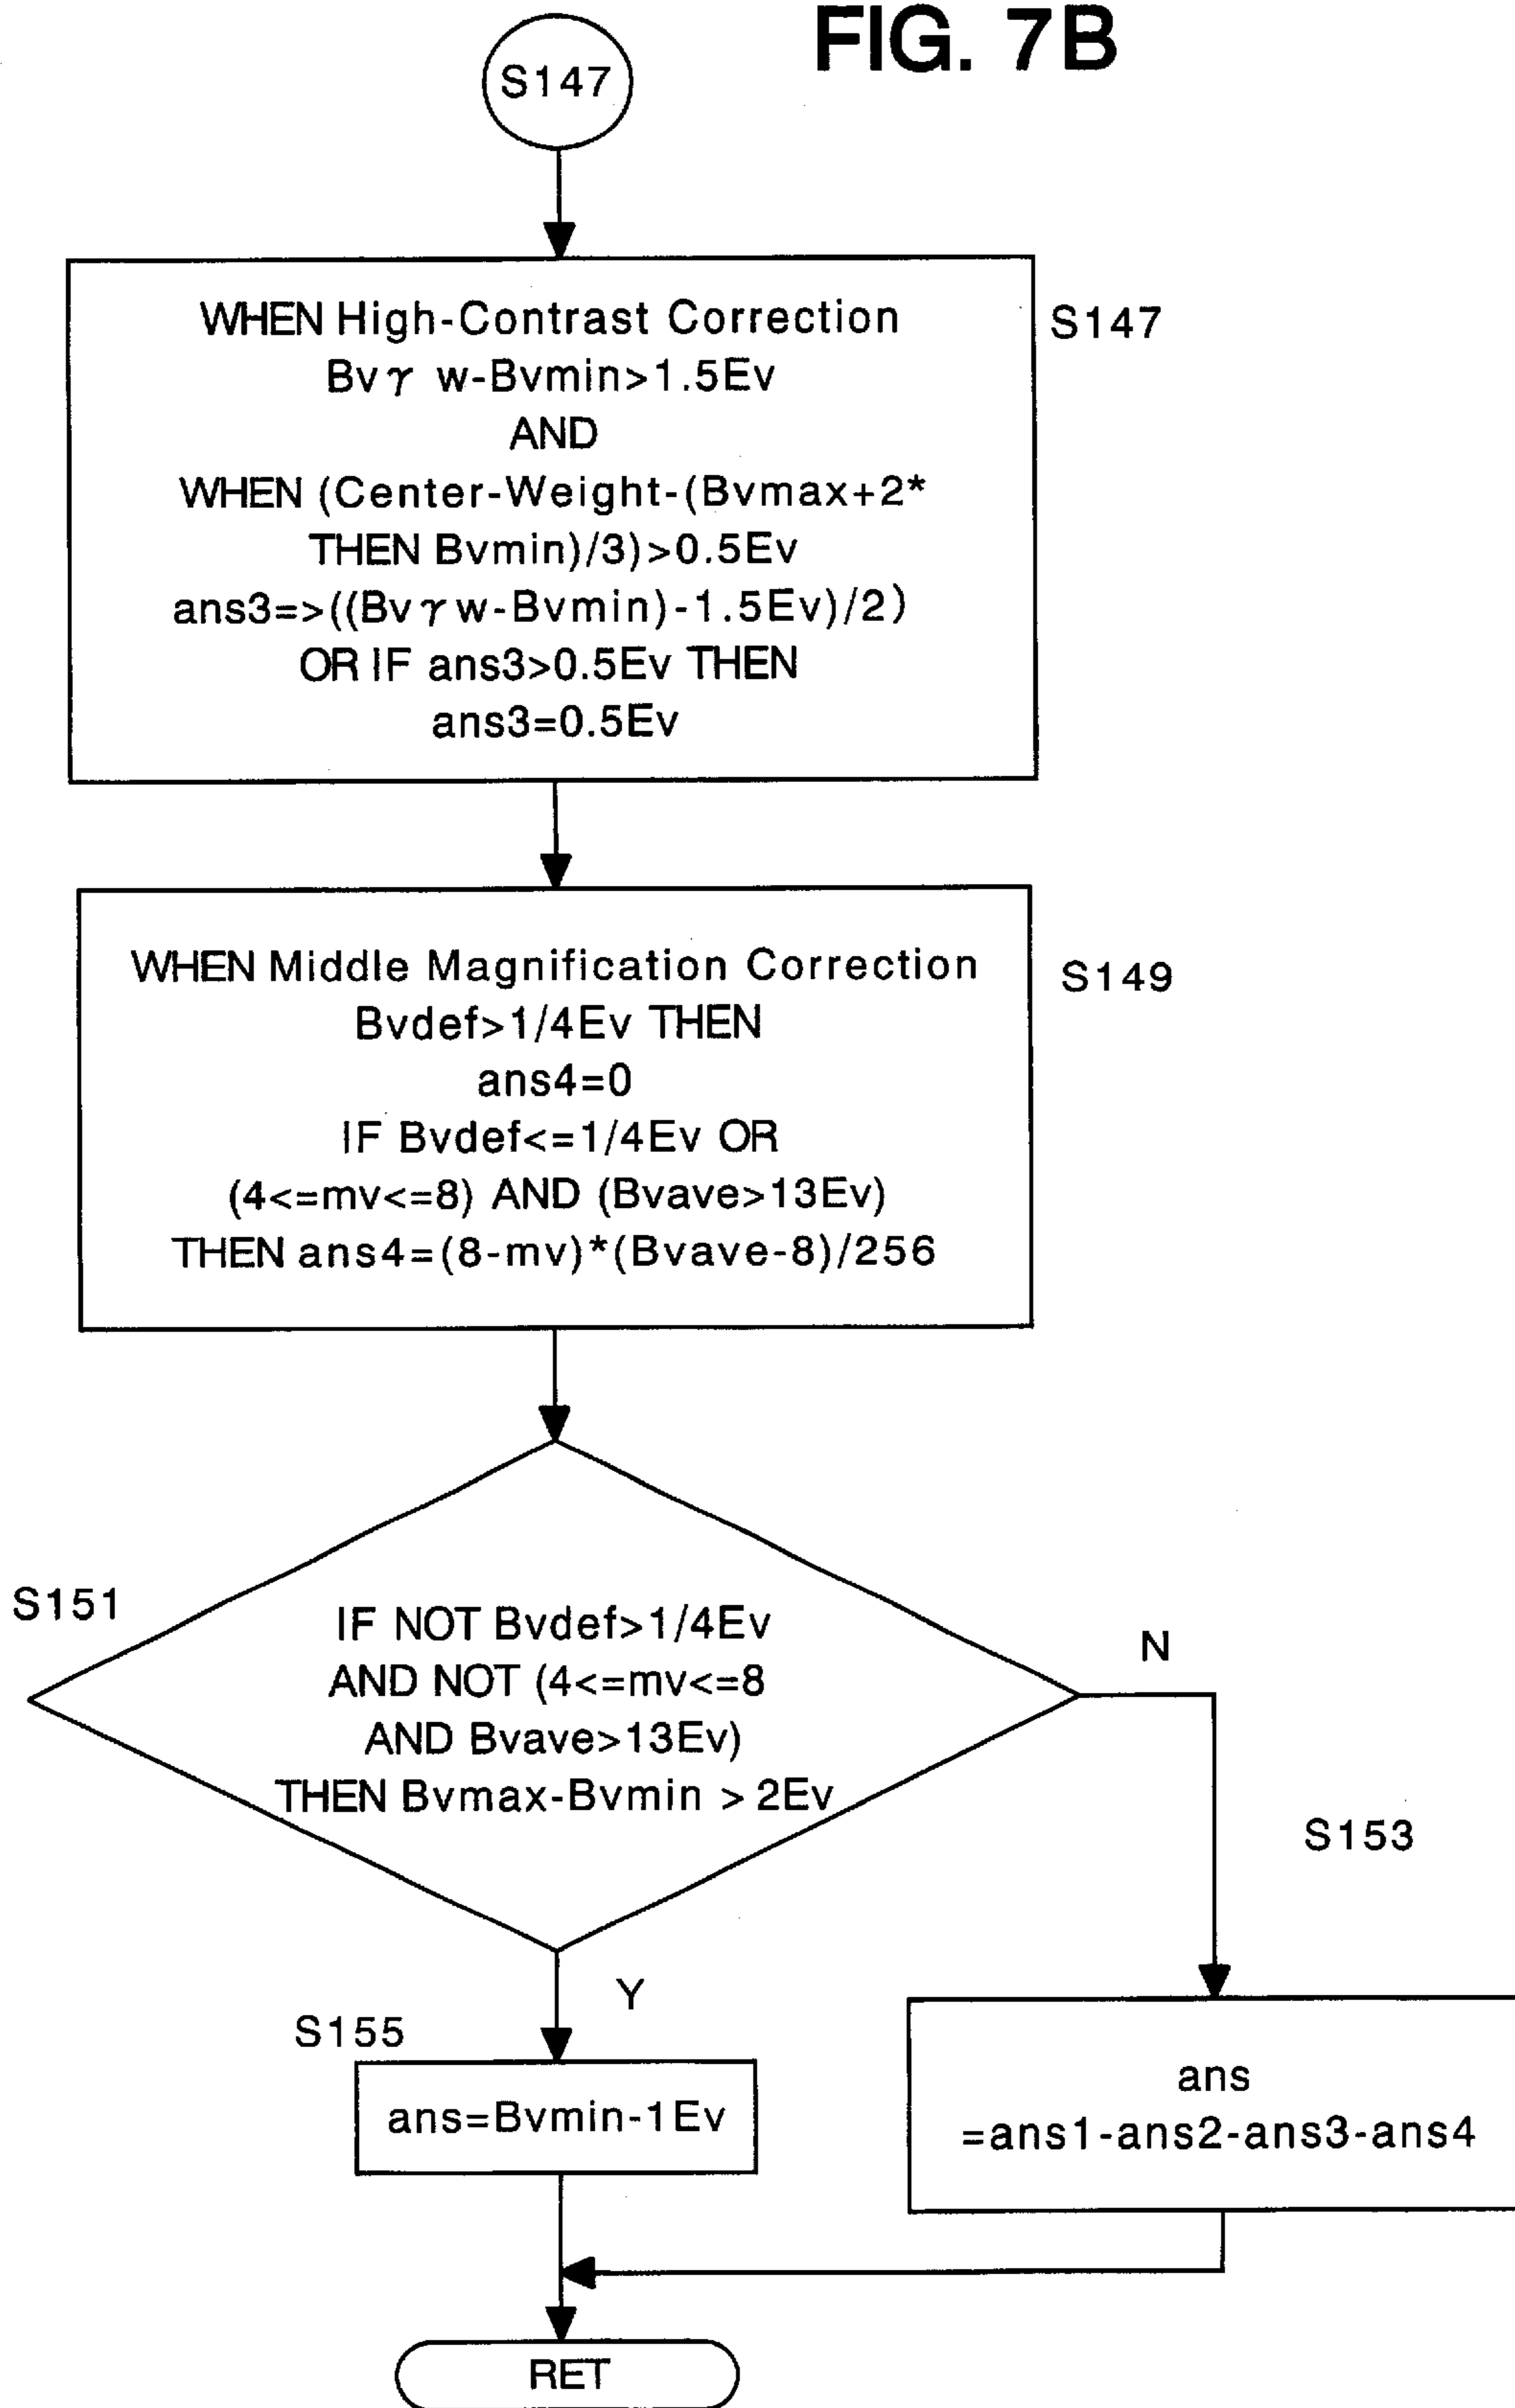 FIG. 7B
S147
WHEN High-Contrast Correction
Bvγ w-Bvmin>1.5Ev
AND
WHEN (Center-Weight-(Bvmax+2*
THEN Bvmin)/3)>0.5Ev
ans3=>((Bvγw-Bvmin)-1.5Ev)/2)
OR IF ans3>0.5Ev THEN
ans3=0.5Ev
S147
WHEN Middle Magnification Correction
Bvdef>1/4Ev THEN
ans4=0
IF Bvdef<=1/4Ev OR
(4<=mv<=8) AND (Bvave>13Ev)
THEN ans4=(8-mv)*(Bvave-8)/256
S149
S151
IF NOT Bvdef>1/4Ev
AND NOT (4<=mv<=8
AND Bvave>13Ev)
THEN Bvmax-Bvmin > 2Ev
N
S153
Y
S155
ans=Bvmin-1Ev
ans
=ans1-ans2-ans3-ans4
RET